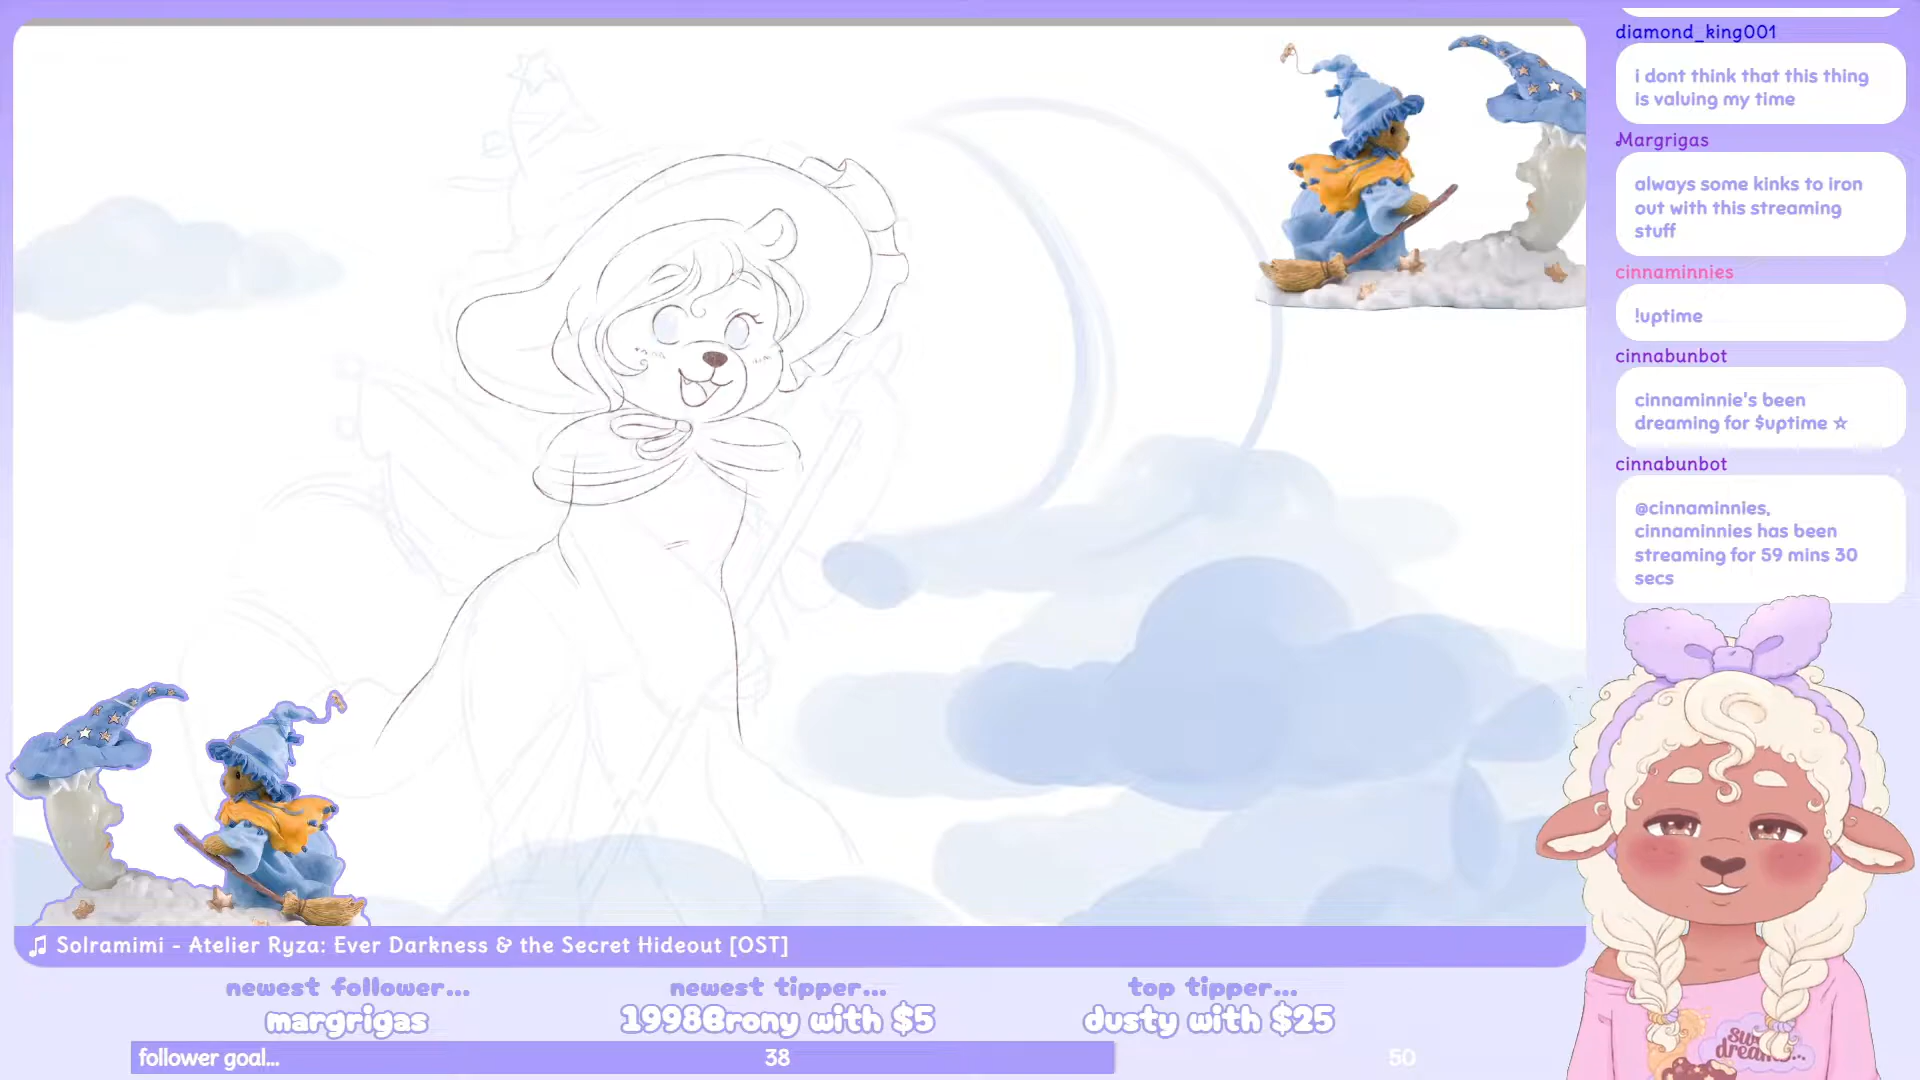 diamond_king001
i dont think that this thing
is valuing my time
Margrigas
always some kinks to iron
out with this streaming
stuff
cinnaminnies
!uptime
cinnabunbot
cinnaminnie's been
dreaming for $uptime ☆
cinnabunbot
@cinnaminnies,
cinnaminnies has been
streaming for 59 mins 30
secs
♫ Solramimi - Atelier Ryza: Ever Darkness & the Secret Hideout [OST]
newest follower...
margrigas
newest tipper...
1998Brony with $5
top tipper...
dusty with $25
follower goal...
38
50